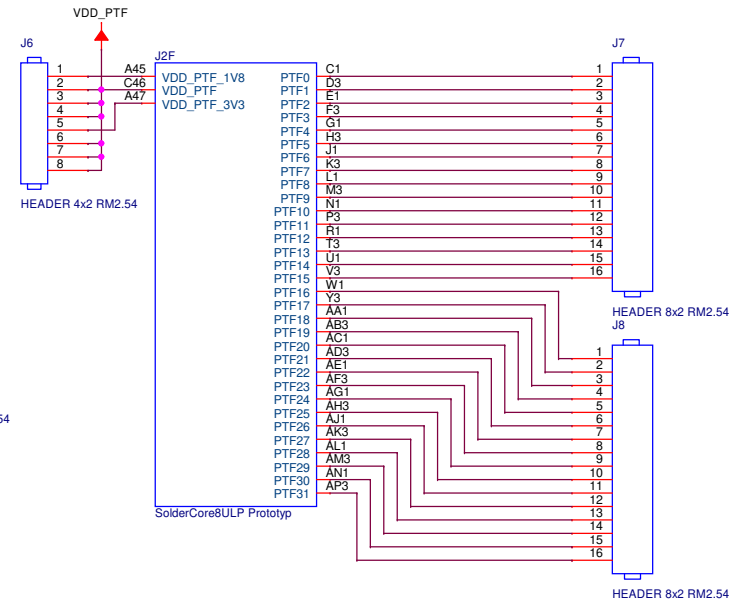 VDD_PTF
J6
1
2
3
4
5
6
7
8
HEADER 4x2 RM2.54
A45
C46
A47
J2F
VDD_PTF_1V8
VDD_PTF
VDD_PTF_3V3
PTF0
PTF1
PTF2
PTF3
PTF4
PTF5
PTF6
PTF7
PTF8
PTF9
PTF10
PTF11
PTF12
PTF13
PTF14
PTF15
PTF16
PTF17
PTF18
PTF19
PTF20
PTF21
PTF22
PTF23
PTF24
PTF25
PTF26
PTF27
PTF28
PTF29
PTF30
PTF31
SolderCore8ULP Prototyp
C1
D3
E1
F3
G1
H3
J1
K3
L1
M3
N1
P3
R1
T3
U1
V3
W1
Y3
AA1
AB3
AC1
AD3
AE1
AF3
AG1
AH3
AJ1
AK3
AL1
AM3
AN1
AP3
J7
1
2
3
4
5
6
7
8
9
10
11
12
13
14
15
16
HEADER 8x2 RM2.54
J8
1
2
3
4
5
6
7
8
9
10
11
12
13
14
15
16
HEADER 8x2 RM2.54
54